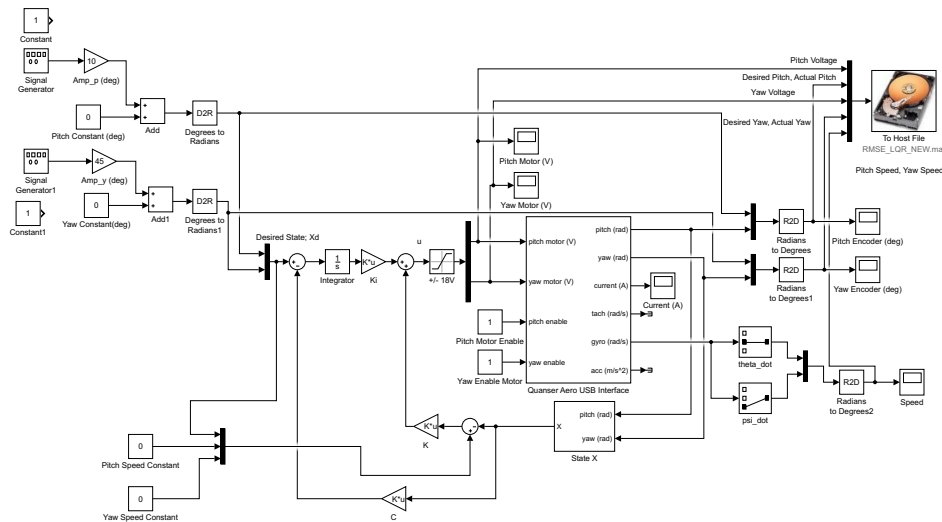 1
Constant
Signal
Generator
10
Amp_p (deg)
0
Pitch Constant (deg)
+
+
Add
D2R
Degrees to
Radians
Signal
Generator1
45
Amp_y (deg)
0
Yaw Constant(deg)
+
+
Add1
D2R
Degrees to
Radians1
1
Constant1
Desired State; Xd
1
s
Integrator
K*u
Ki
u
+/- 18V
Pitch Motor (V)
Yaw Motor (V)
Pitch Voltage
Desired Pitch, Actual Pitch
Yaw Voltage
Desired Yaw, Actual Yaw
To Host File
RMSE_LQR_NEW.ma
Pitch Speed, Yaw Speed
pitch motor (V)
yaw motor (V)
pitch enable
yaw enable
pitch (rad)
yaw (rad)
current (A)
tach (rad/s)
gyro (rad/s)
acc (m/s^2)
Quanser Aero USB Interface
1
Pitch Motor Enable
1
Yaw Enable Motor
Current (A)
R2D
Radians
to Degrees
Pitch Encoder (deg)
R2D
Radians
to Degrees1
Yaw Encoder (deg)
theta_dot
psi_dot
R2D
Radians
to Degrees2
Speed
X
pitch (rad)
yaw (rad)
State X
K*u
K
K*u
C
0
Pitch Speed Constant
0
Yaw Speed Constant